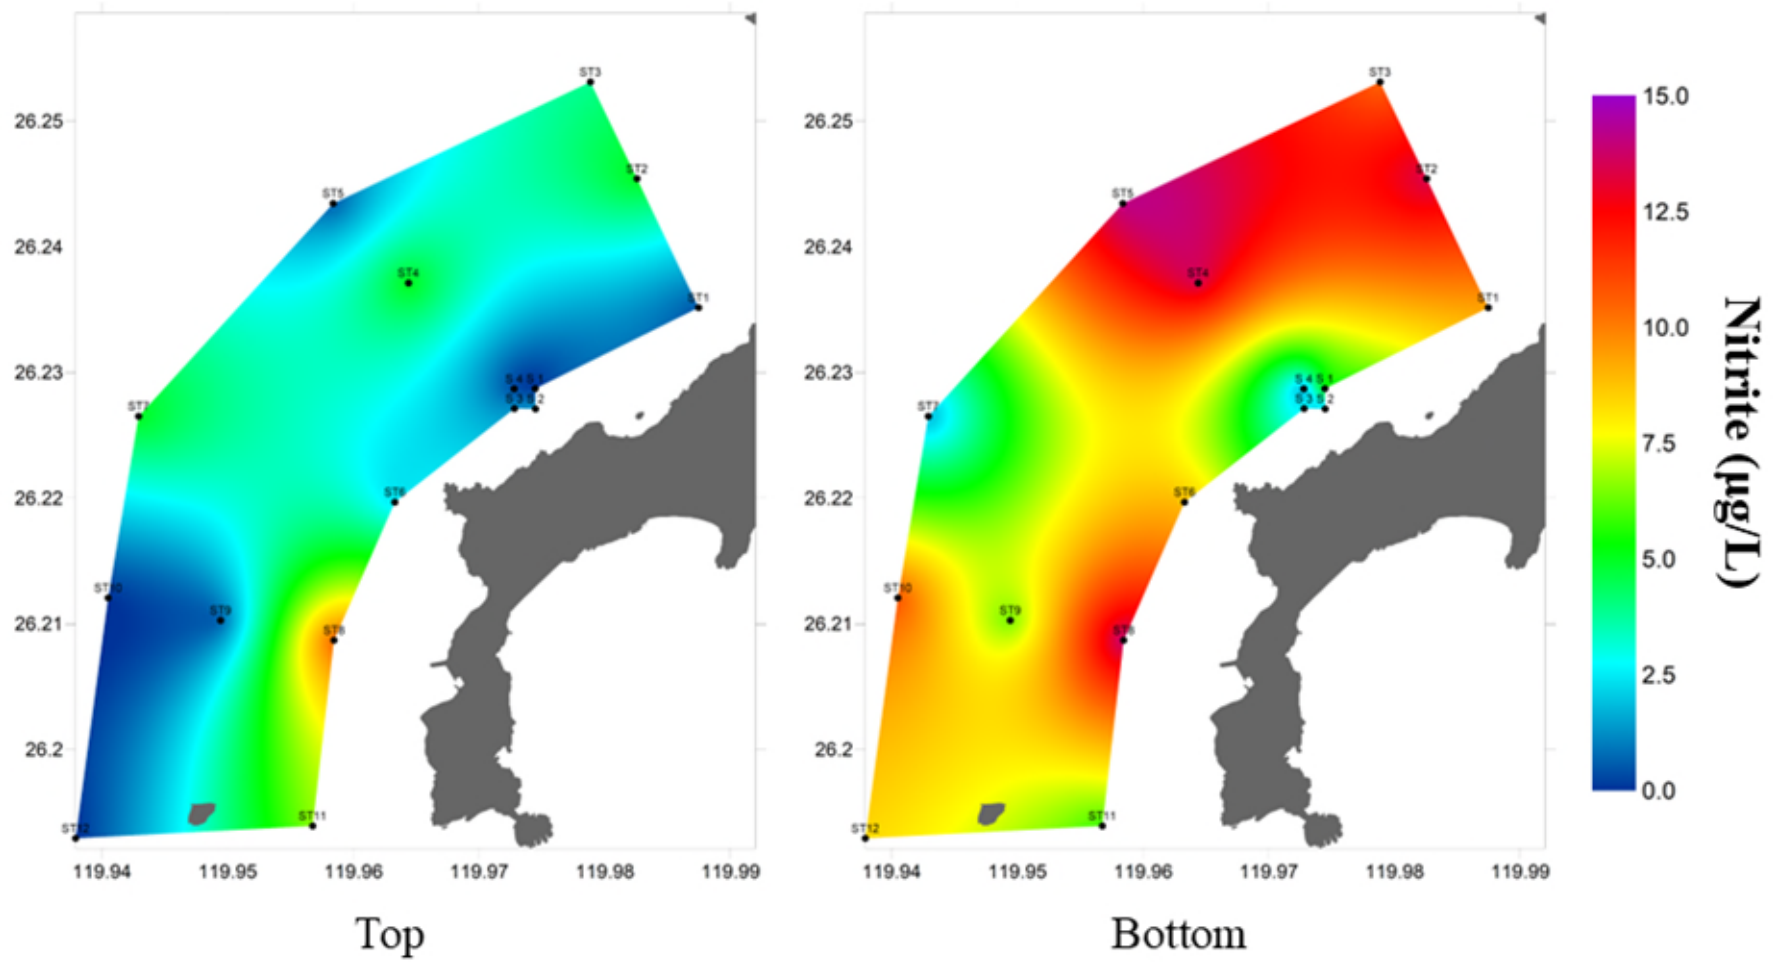 ST3
26.25
ST2
ST5
26.24
ST4
ST1
26.23
S 4 S 1
S 3 S 2
ST7
26.22
ST6
ST10
ST9
26.21
ST8
26.2
ST11
ST12
119.94 119.95 119.96 119.97 119.98 119.99
Top
ST3
26.25
ST2
ST5
26.24
ST4
ST1
26.23
S 4 S 1
S 3 S 2
ST7
26.22
ST6
ST10
ST9
26.21
ST8
26.2
ST11
ST12
119.94 119.95 119.96 119.97 119.98 119.99
Bottom
15.0
12.5
10.0
7.5
5.0
2.5
0.0
Nitrite (µg/L)